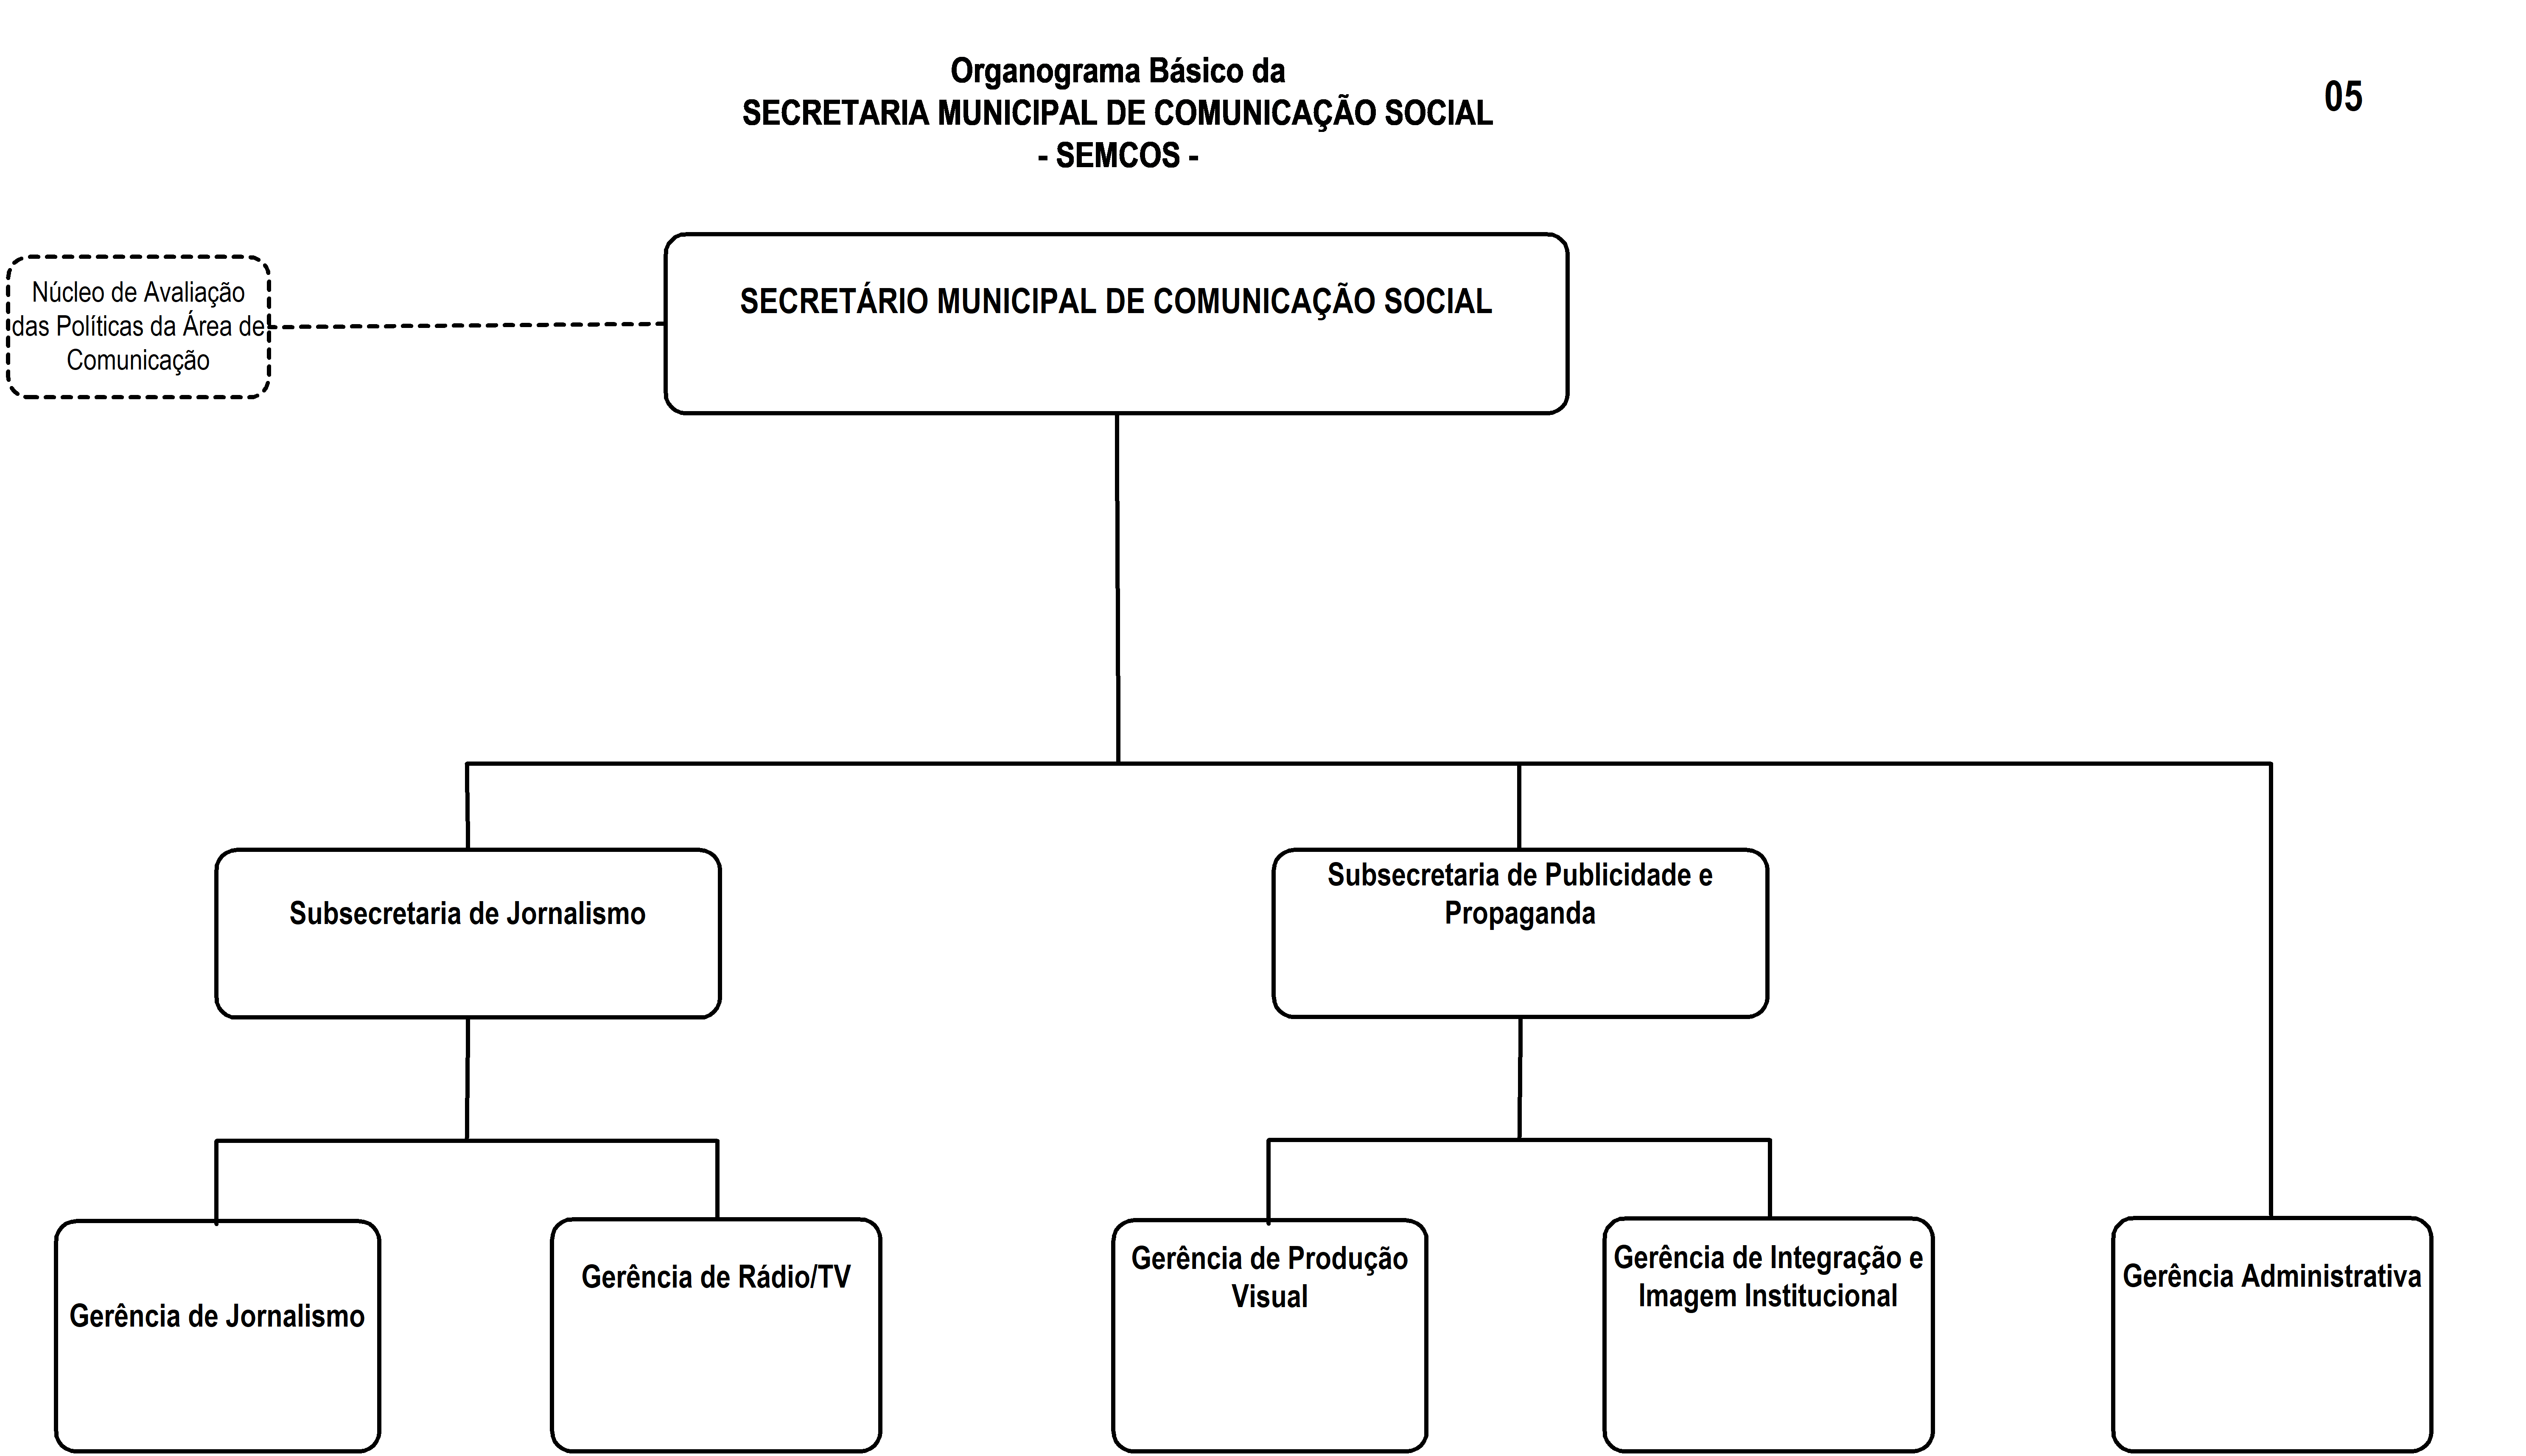 Organograma Básico da
SECRETARIA MUNICIPAL DE COMUNICAÇÃO SOCIAL
- SEMCOS -
05
Núcleo de Avaliação
das Políticas da Área de
Comunicação
SECRETÁRIO MUNICIPAL DE COMUNICAÇÃO SOCIAL
Subsecretaria de Jornalismo
Subsecretaria de Publicidade e
Propaganda
Gerência de Jornalismo
Gerência de Rádio/TV
Gerência de Produção
Visual
Gerência de Integração e
Imagem Institucional
Gerência Administrativa